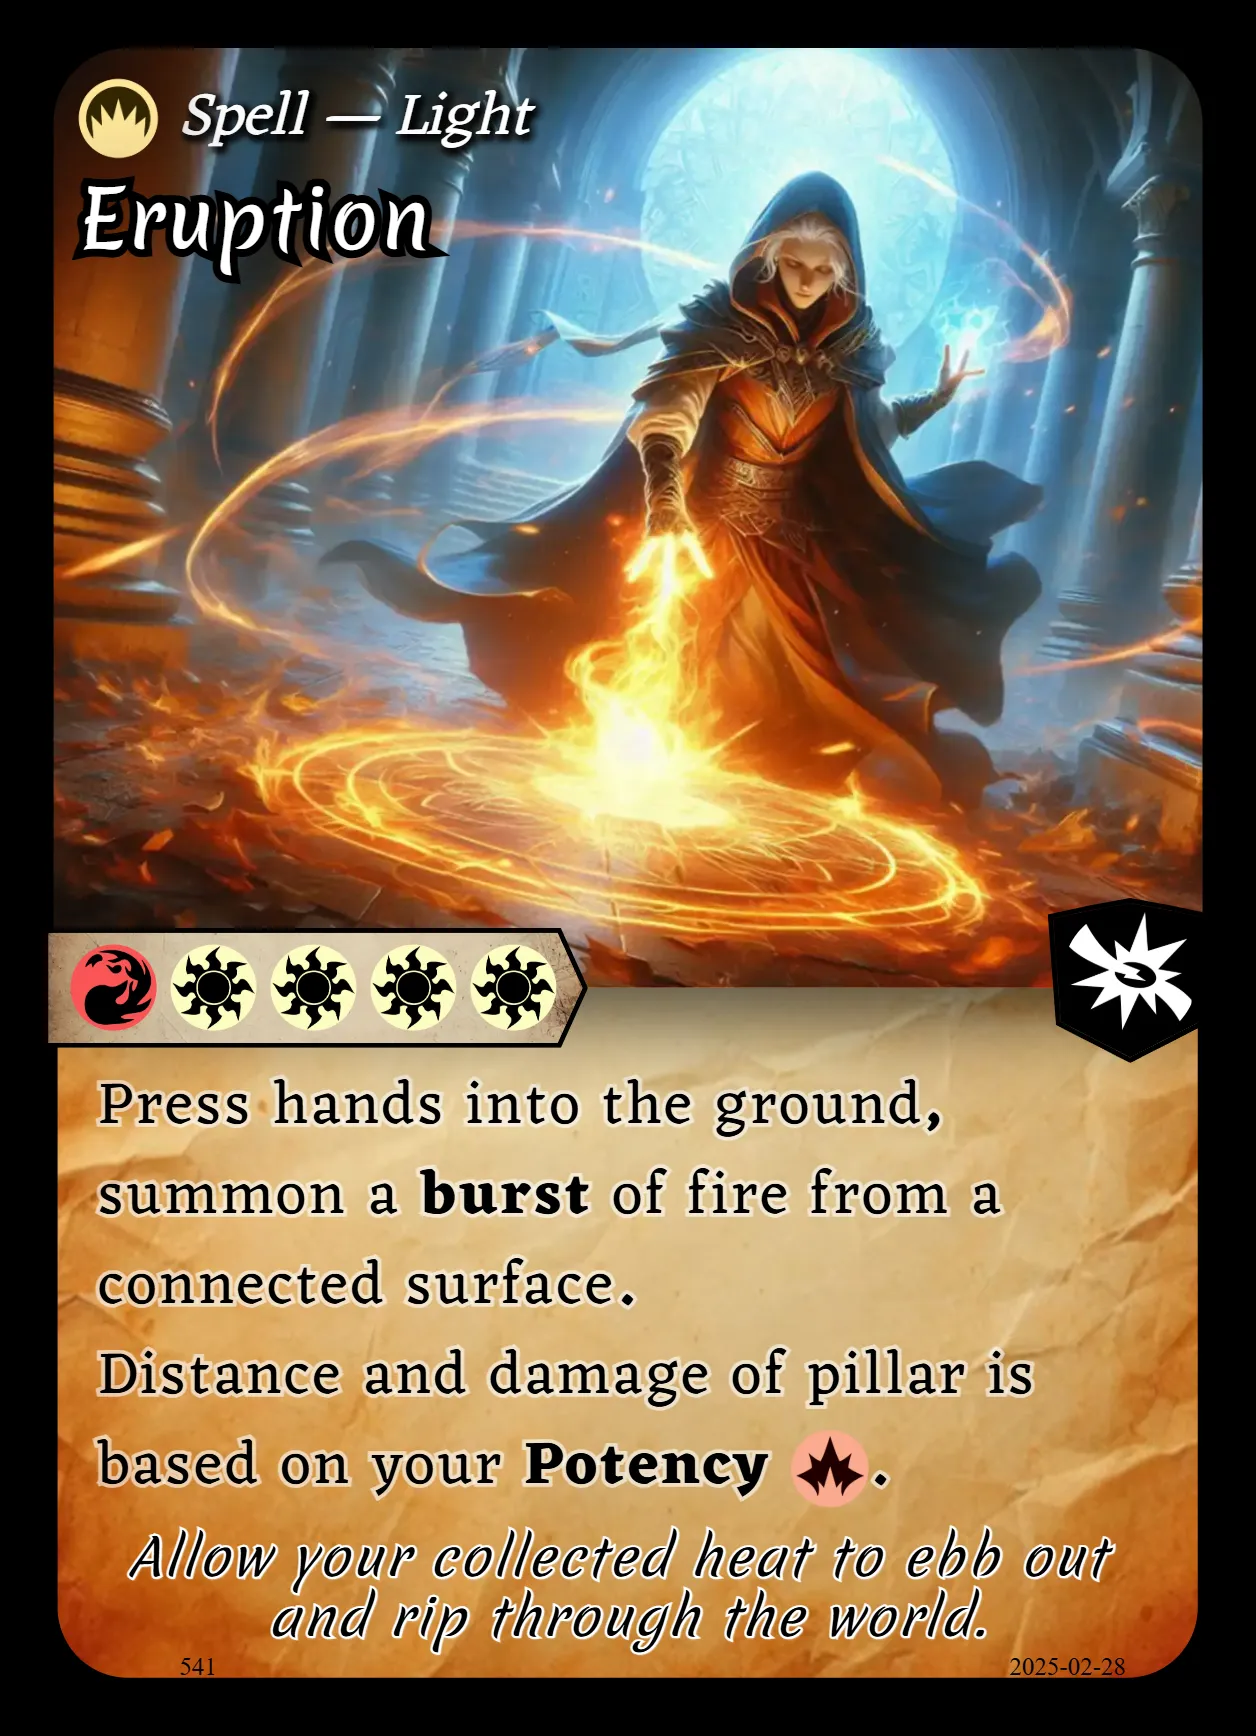 Spell — Light
Eruption
Press hands into the ground,
summon a burst of fire from a
connected surface.
Distance and damage of pillar is
based on your Potency .
Allow your collected heat to ebb out
and rip through the world.
541
2025-02-28